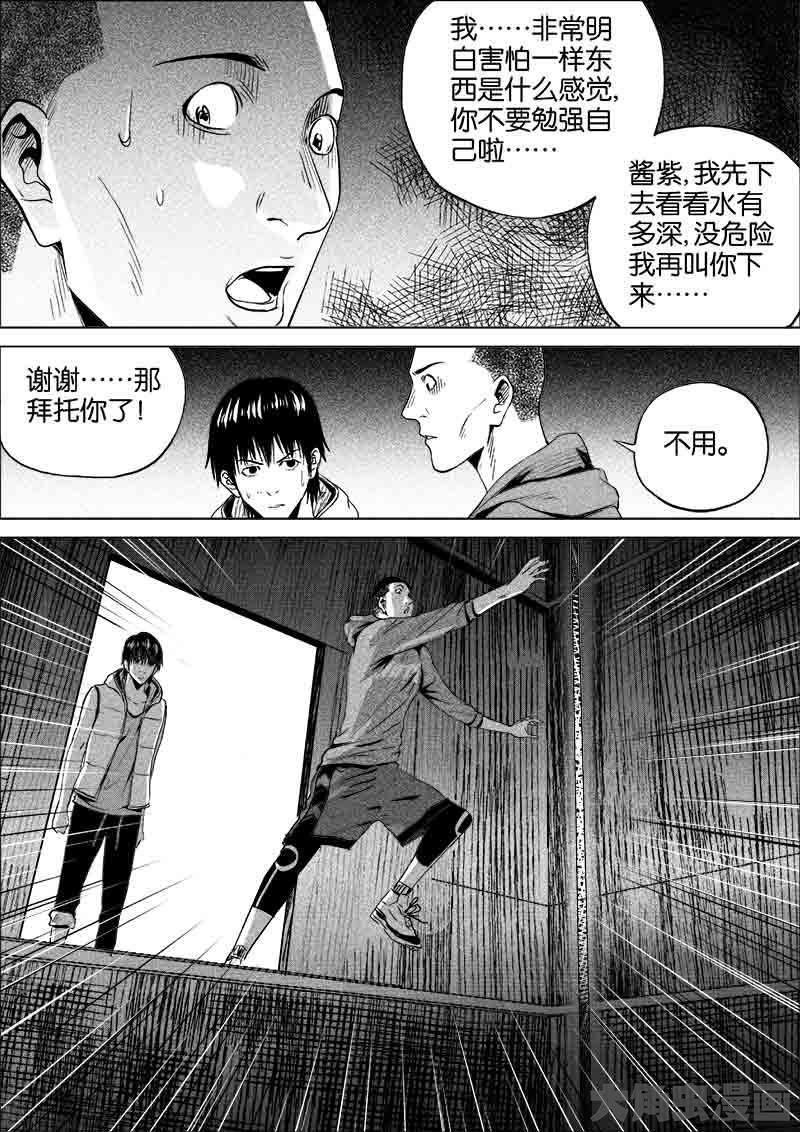 我……非常明
白害怕一样东
西是什么感觉,
你不要勉强自
己啦……
酱紫,我先下
去看看水有
多深,没危险
我再叫你下
来……
谢谢……那
拜托你了!
不用。
大角虫漫画